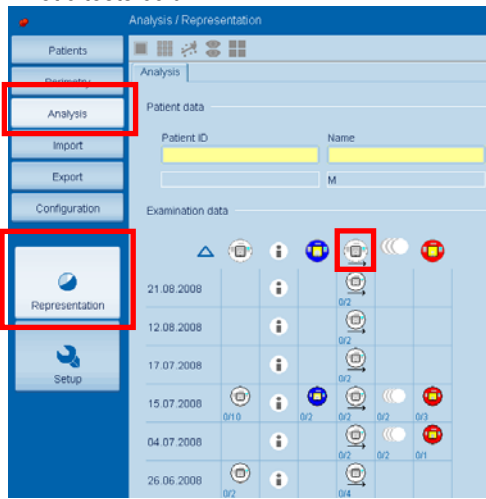 Analysis / Representation
Patients
Analysis
Perimetry
Analysis
Patient data
Import
Patient ID Name
Export
M
Configuration
Examination data
Representation
21.08.2008 0/2
12.08.2008 0/2
Setup
17.07.2008 0/2
15.07.2008 0/10 0/2 0/2 0/2 0/3
04.07.2008 0/2 0/2 0/1
26.06.2008 0/2 0/4